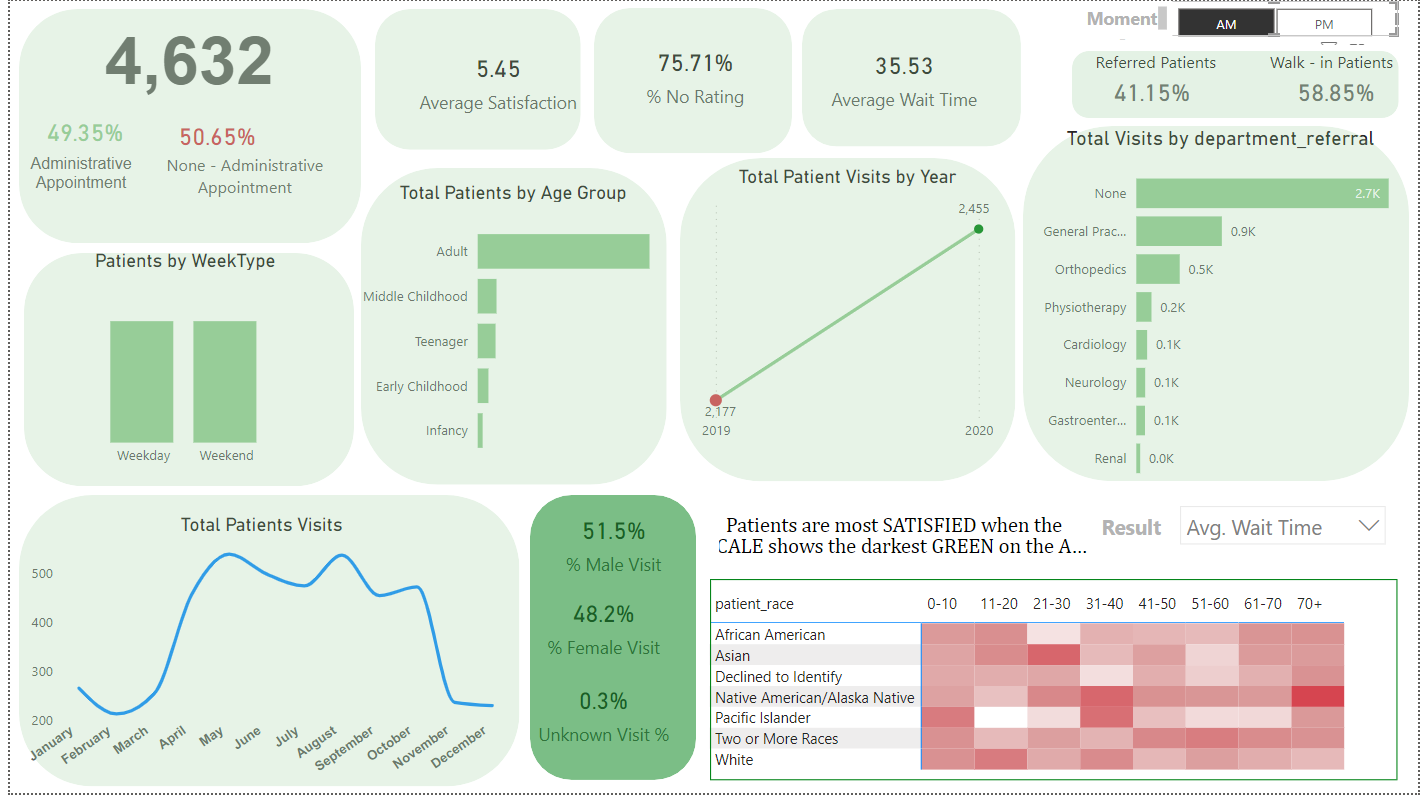 4,632
49.35%
Administrative
Appointment
50.65%
None - Administrative
Appointment
5.45
Average Satisfaction
75.71%
% No Rating
35.53
Average Wait Time
Moment
AM
PM
Referred Patients
41.15%
Walk - in Patients
58.85%
Patients by WeekType
Weekday
Weekend
Total Patients by Age Group
Adult
Middle Childhood
Teenager
Early Childhood
Infancy
Total Patient Visits by Year
2,455
2,177
2019
2020
Total Visits by department_referral
None
2.7K
General Prac...
0.9K
Orthopedics
0.5K
Physiotherapy
0.2K
Cardiology
0.1K
Neurology
0.1K
Gastroenter...
0.1K
Renal
0.0K
Total Patients Visits
500
400
300
200
January
February
March
April
May
June
July
August
September
October
November
December
51.5%
% Male Visit
48.2%
% Female Visit
0.3%
Unknown Visit %
Patients are most SATISFIED when the
CALE shows the darkest GREEN on the A...
Result
Avg. Wait Time
patient_race 0-10 11-20 21-30 31-40 41-50 51-60 61-70 70+
African American
Asian
Declined to Identify
Native American/Alaska Native
Pacific Islander
Two or More Races
White